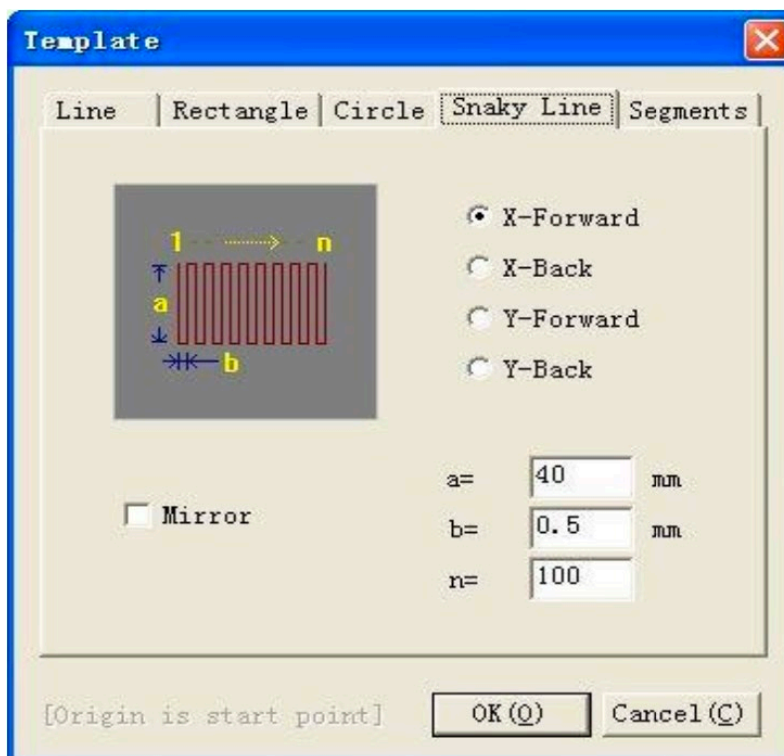 Template
Line Rectangle Circle Snaky Line Segments
1 n
a
b
X-Forward
X-Back
Y-Forward
Y-Back
a= 40 mm
Mirror
b= 0.5 mm
n= 100
[Origin is start point] OK(O) Cancel(C)